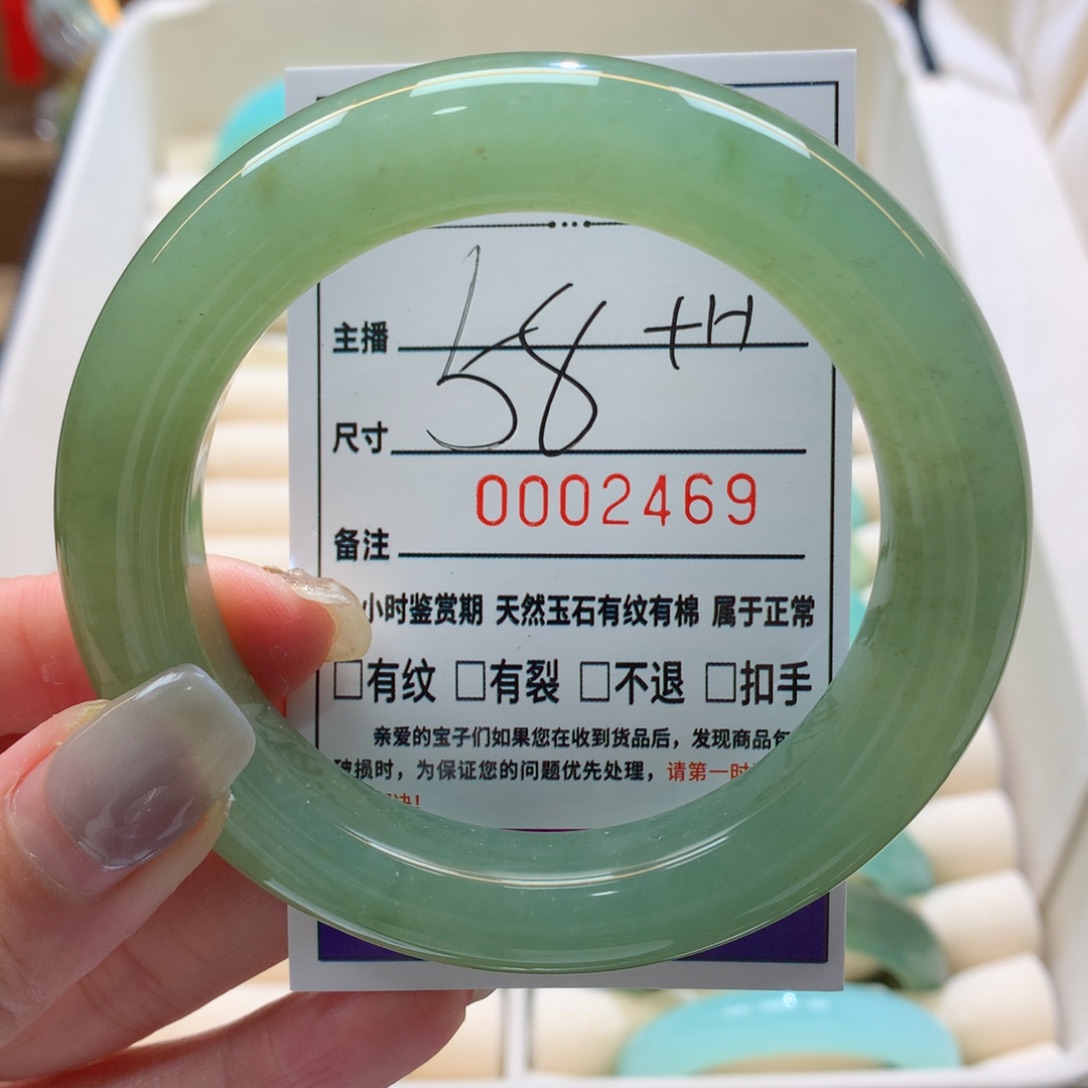 主播
58 +H
尺寸
0002469
备注
小时鉴赏期 天然玉石有纹有棉 属于正常
□有纹 □有裂 □不退 □扣手
亲爱的宝子们如果您在收到货品后，发现商品
破损时，为保证您的问题优先处理，请第一时
决！